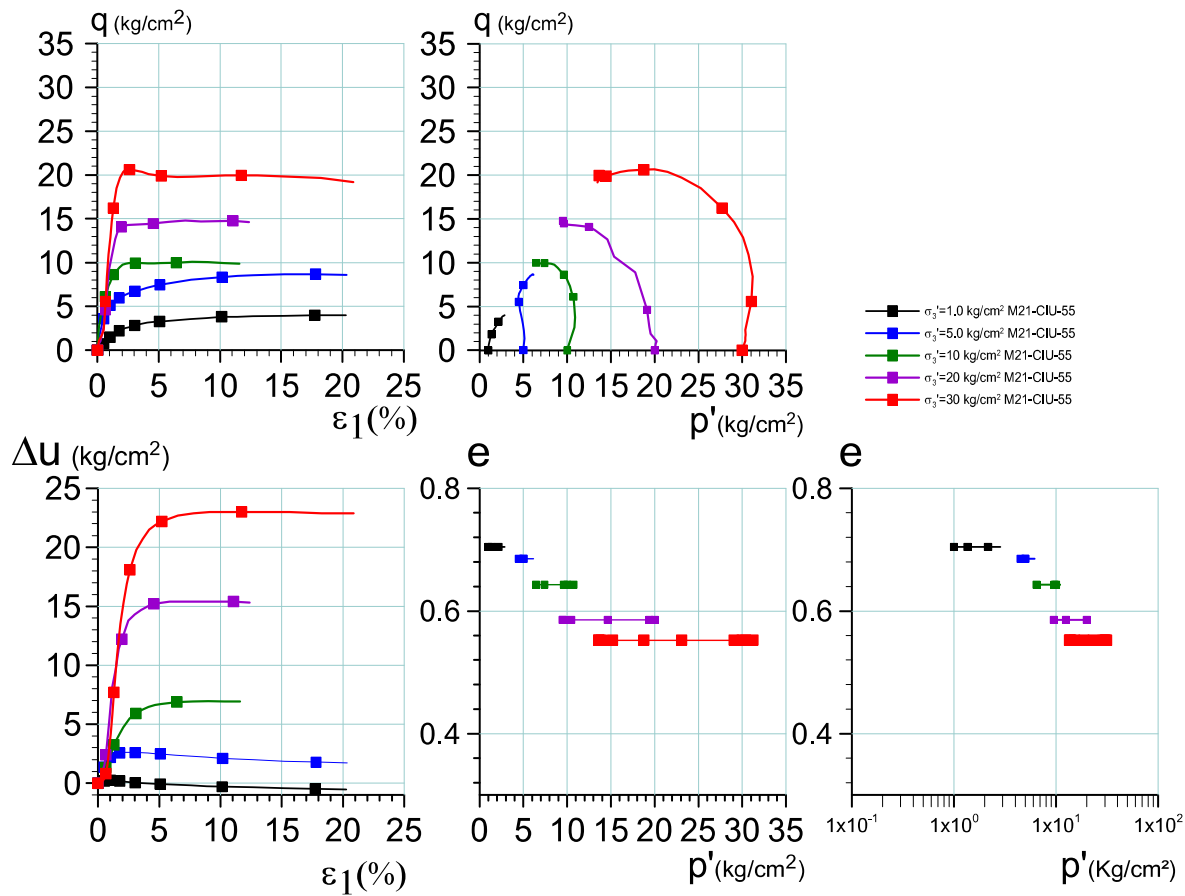 q (kg/cm²)
35
30
25
20
15
10
5
0
0 5 10 15 20 25
ε1(%)
q (kg/cm²)
35
30
25
20
15
10
5
0
0 5 10 15 20 25 30 35
p'(kg/cm²)
σ3'=1.0 kg/cm² M21-CIU-55
σ3'=5.0 kg/cm² M21-CIU-55
σ3'=10 kg/cm² M21-CIU-55
σ3'=20 kg/cm² M21-CIU-55
σ3'=30 kg/cm² M21-CIU-55
Δu (kg/cm²)
25
20
15
10
5
0
0 5 10 15 20 25
ε1(%)
e
0.8
0.6
0.4
0 5 10 15 20 25 30 35
p'(kg/cm²)
e
0.8
0.6
0.4
1x10⁻¹ 1x10⁰ 1x10¹ 1x10²
p'(Kg/cm²)